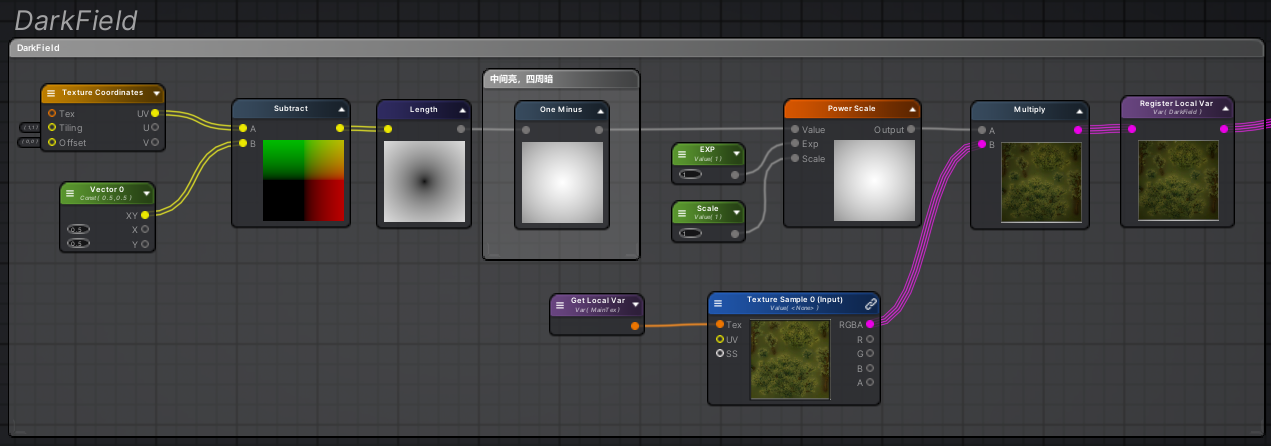 DarkField
DarkField
Texture Coordinates
Tex
UV
Tiling
U
Offset
V
Vector 0
Const( 0.5,0.5 )
XY
0.5
X
0.5
Y
Subtract
A
B
Length
中间亮，四周暗
One Minus
EXP
Value( 1 )
1
Scale
Value( 1 )
1
Power Scale
Value
Output
Exp
Scale
Multiply
A
B
Register Local Var
Var( DarkField )
Get Local Var
Var( MainTex )
Texture Sample 0 (Input)
Value( <None> )
Tex
RGBA
UV
R
SS
G
B
A